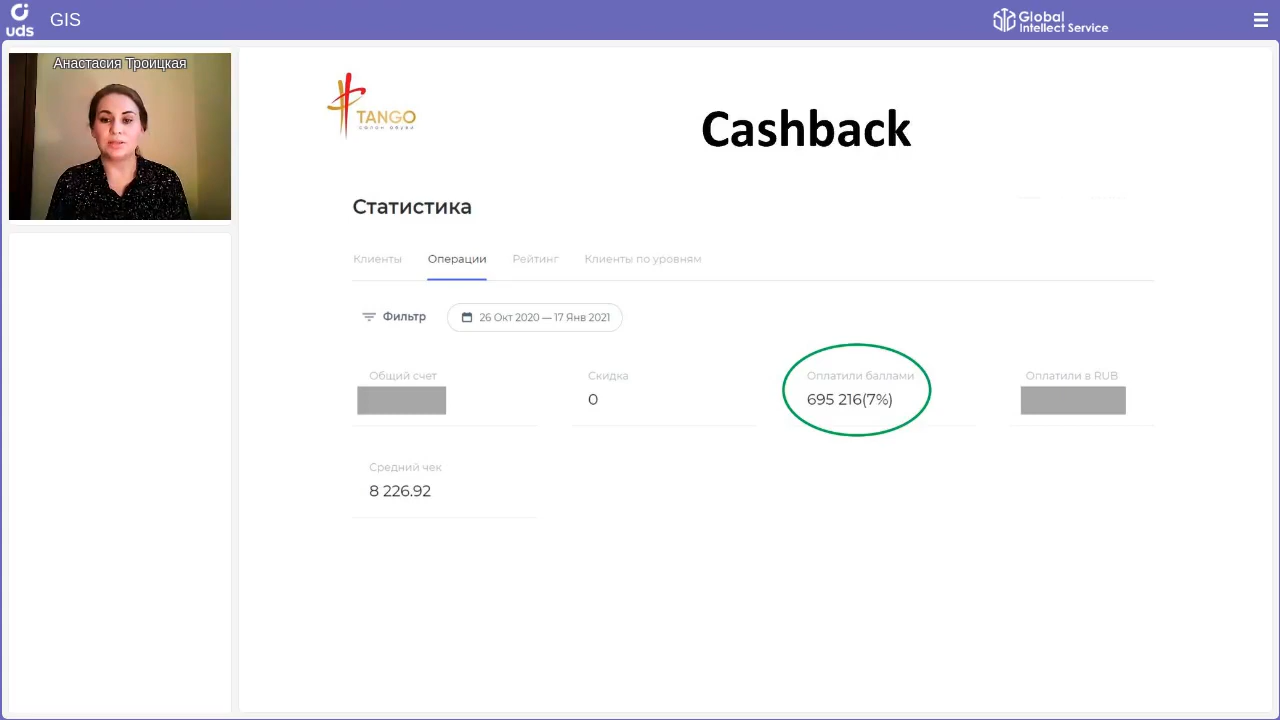 uds
GIS
Global
Intellect Service
Анастасия Троицкая
TANGO
салон обуви
Cashback
Статистика
Клиенты
Операции
Рейтинг
Клиенты по уровням
Фильтр
26 Окт 2020 — 17 Янв 2021
Общий счет
Скидка
0
Оплатили баллами
695 216(7%)
Оплатили в RUB
Средний чек
8 226.92